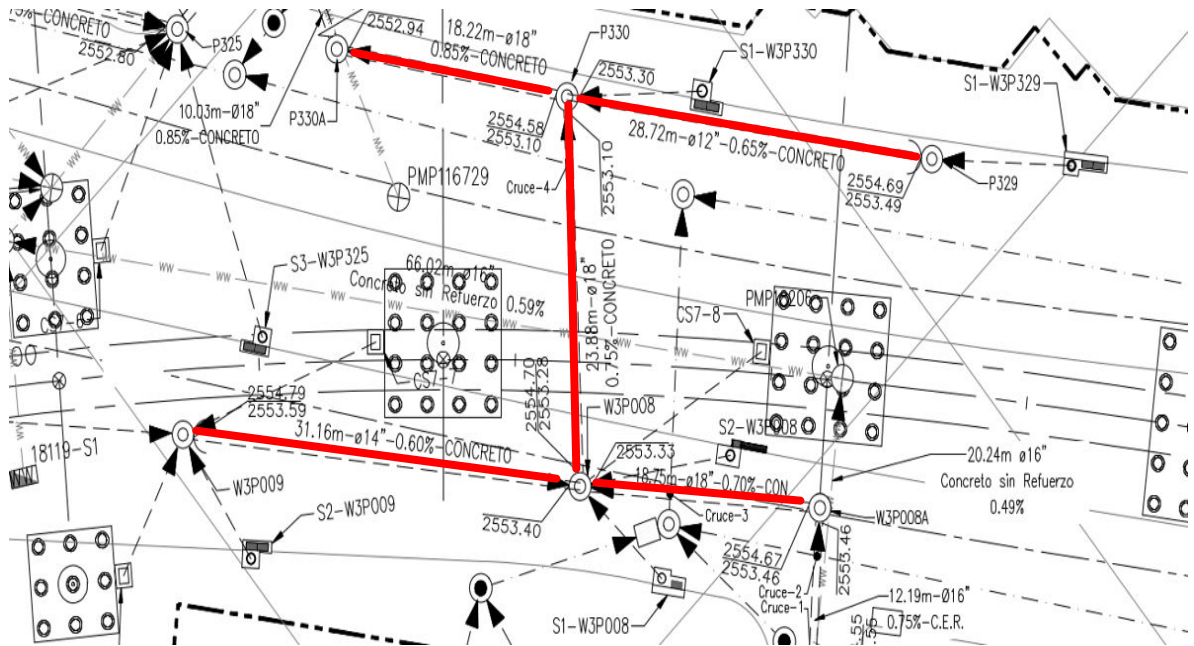 5%-CONCRETO
2552.80
P325
2552.94
18.22m-ø18"
0.85%-CONCRETO
P330
2553.30
S1-W3P330
S1-W3P329
10.03m-Ø18"
0.85%-CONCRETO
P330A
2554.58
2553.10
28.72m-ø12"-0.65%-CONCRETO
2553.10
Cruce-4
PMP116729
2554.69
2553.49
P329
S3-W3P325
66.02m-ø16"
Concreto sin Refuerzo 0.59%
23.88m-ø18"
0.75%-CONCRETO
CS7-8
2554.79
2553.59
2554.70
2553.28
W3P008
31.16m-ø14"-0.60%-CONCRETO
18119-S1
S2-W3P008
2553.33
18.75m-ø18"-0.70%-CON
20.24m ø16"
Concreto sin Refuerzo
0.49%
W3P009
S2-W3P009
2553.40
Cruce-3
W3P008A
2554.67
2553.46
2553.46
Cruce-2
Cruce-1
12.19m-Ø16"
0.75%-C.E.R.
S1-W3P008